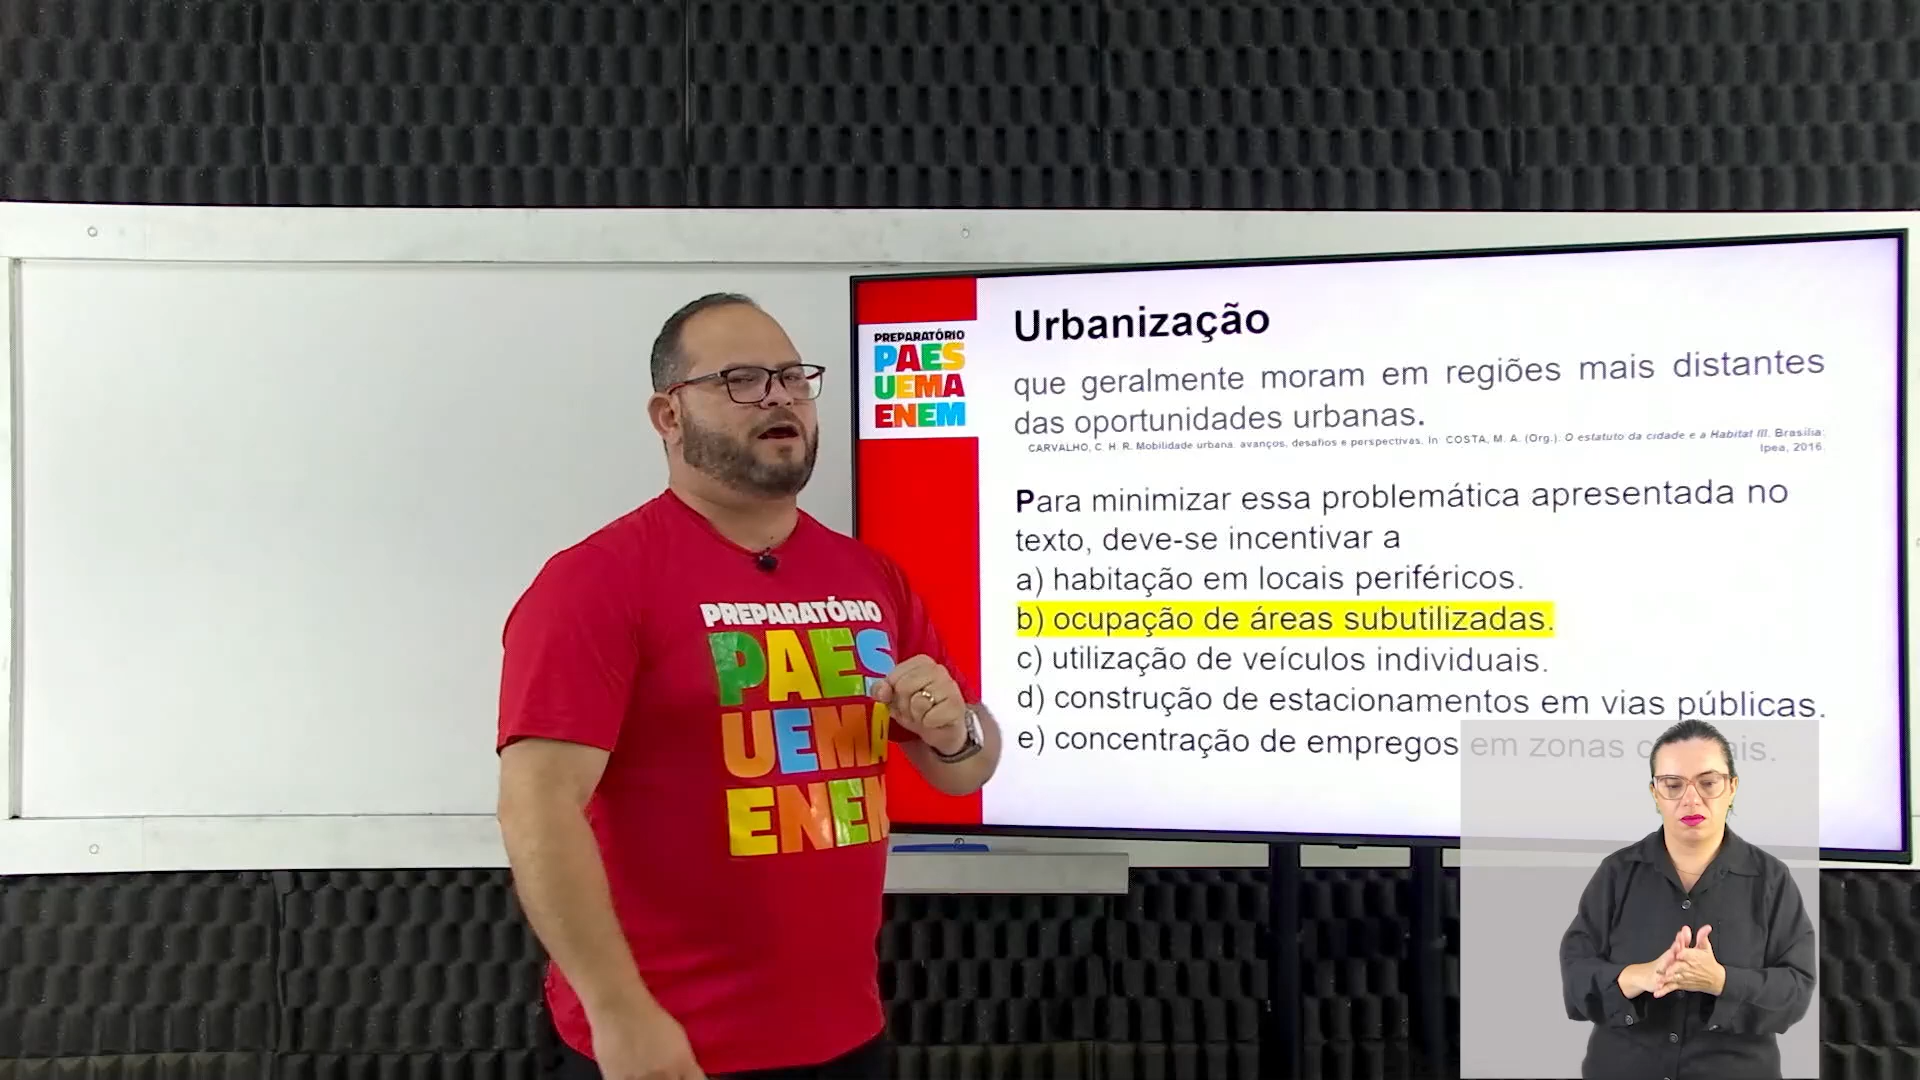 Urbanização
PREPARATÓRIO
PAES
UEMA
ENEM
que geralmente moram em regiões mais distantes
das oportunidades urbanas.
CARVALHO, C. H. R. Mobilidade urbana: avanços, desafios e perspectivas. In: COSTA, M. A. (Org.). O estatuto da cidade e a Habitat III. Brasília:
Ipea, 2016.
Para minimizar essa problemática apresentada no
texto, deve-se incentivar a
a) habitação em locais periféricos.
b) ocupação de áreas subutilizadas.
c) utilização de veículos individuais.
d) construção de estacionamentos em vias públicas.
e) concentração de empregos em zonas
PREPARATÓRIO
PAES
UEMA
ENEM